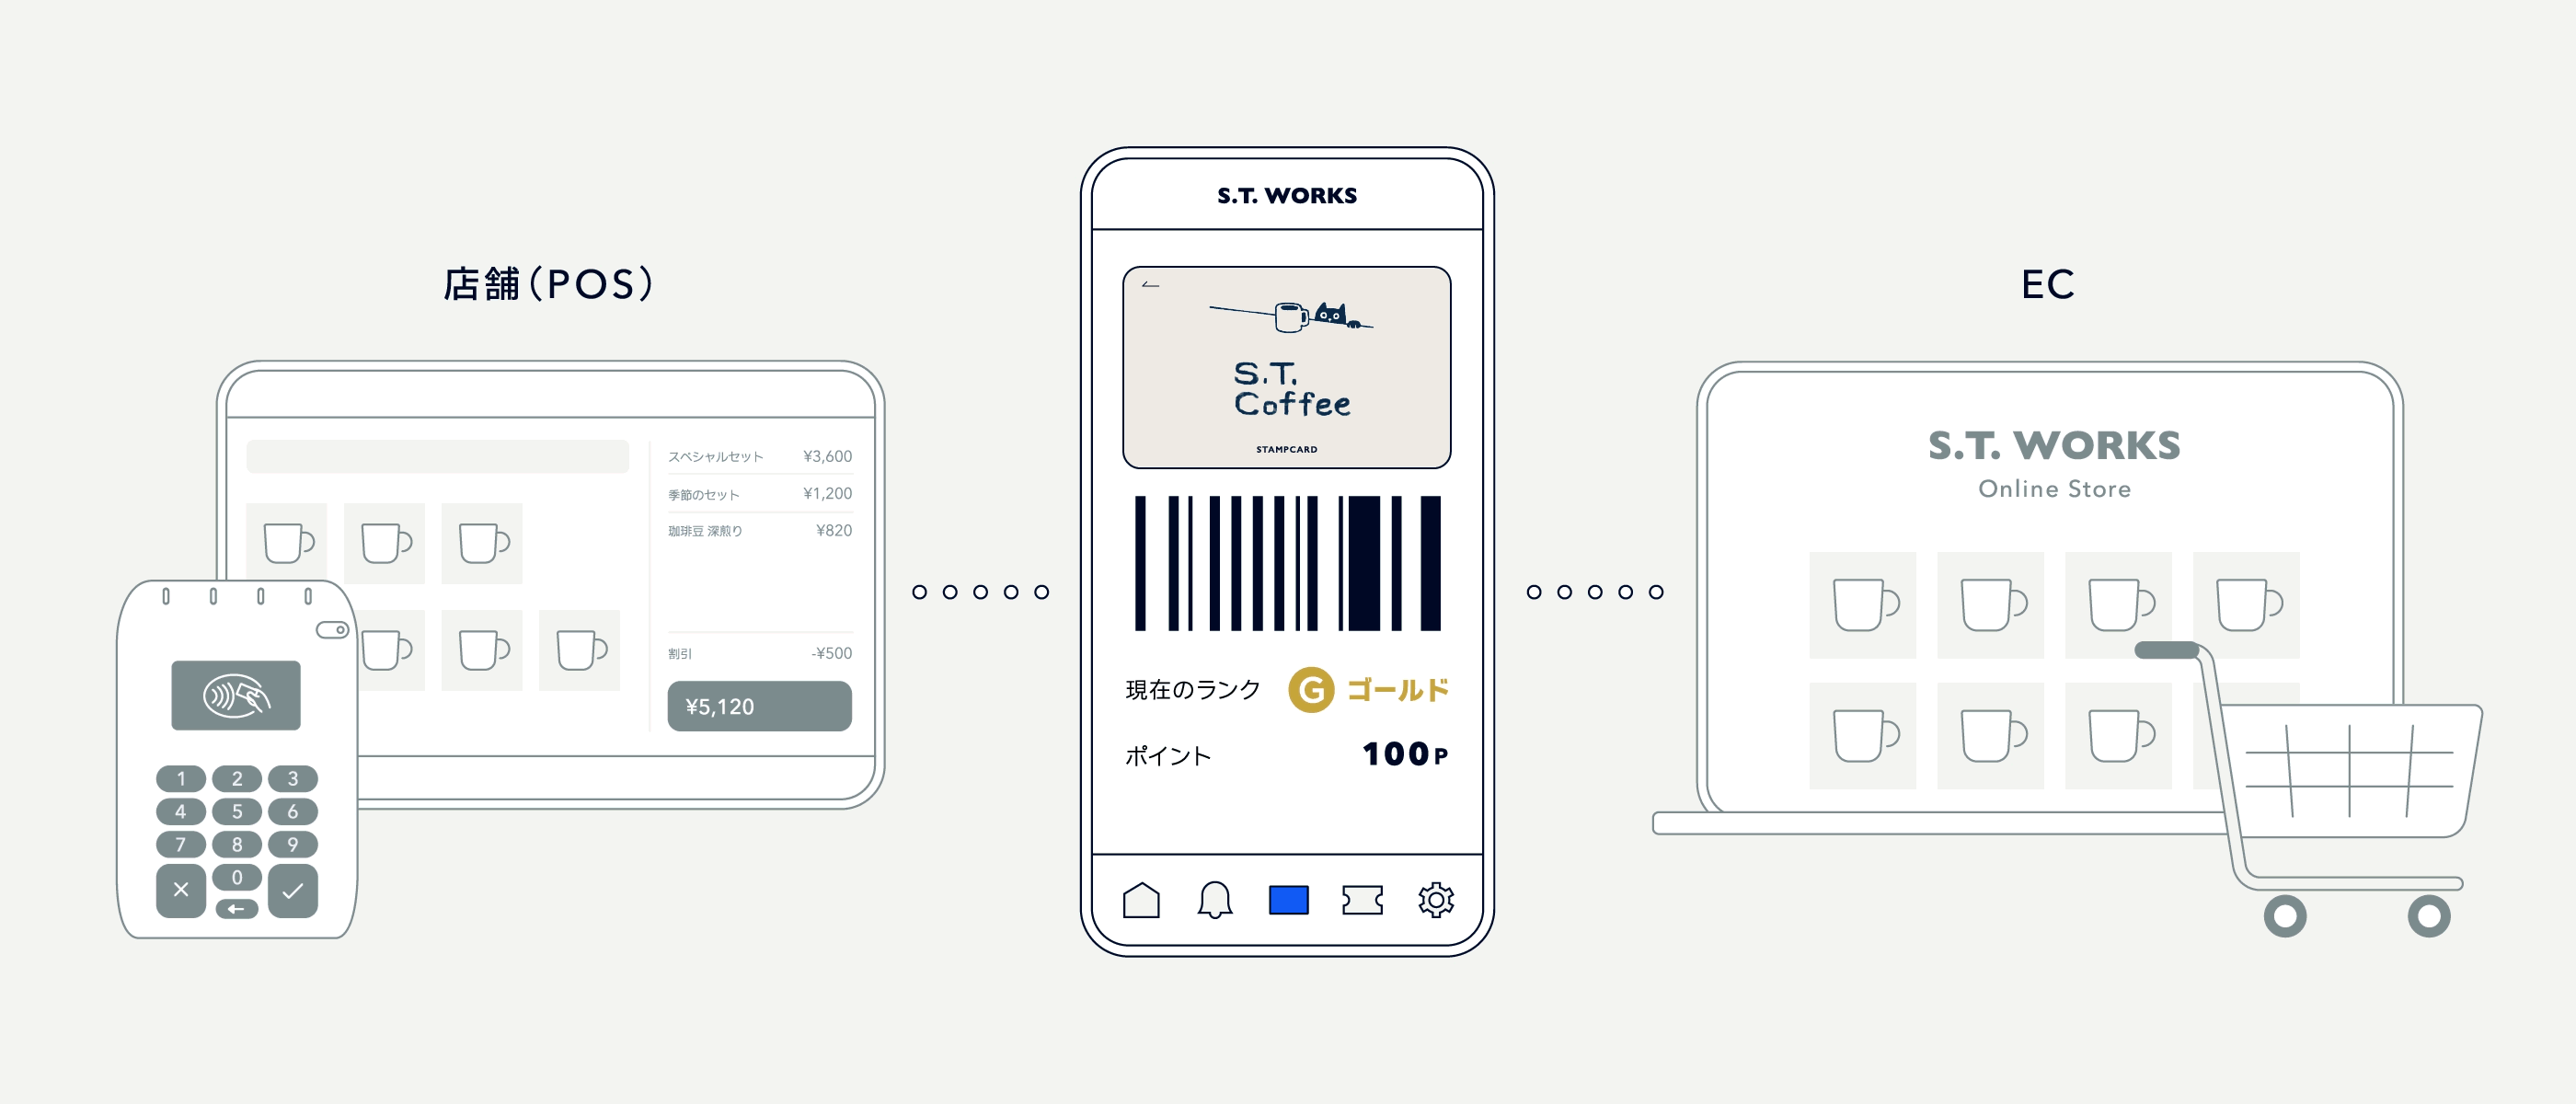 店舗（POS）
スペシャルセット ¥3,600
季節のセット ¥1,200
珈琲豆 深煎り ¥820
割引 -¥500
¥5,120
1 2 3
4 5 6
7 8 9
0
S.T. WORKS
S.T.
Coffee
STAMPCARD
現在のランク G ゴールド
ポイント 100P
EC
S.T. WORKS
Online Store